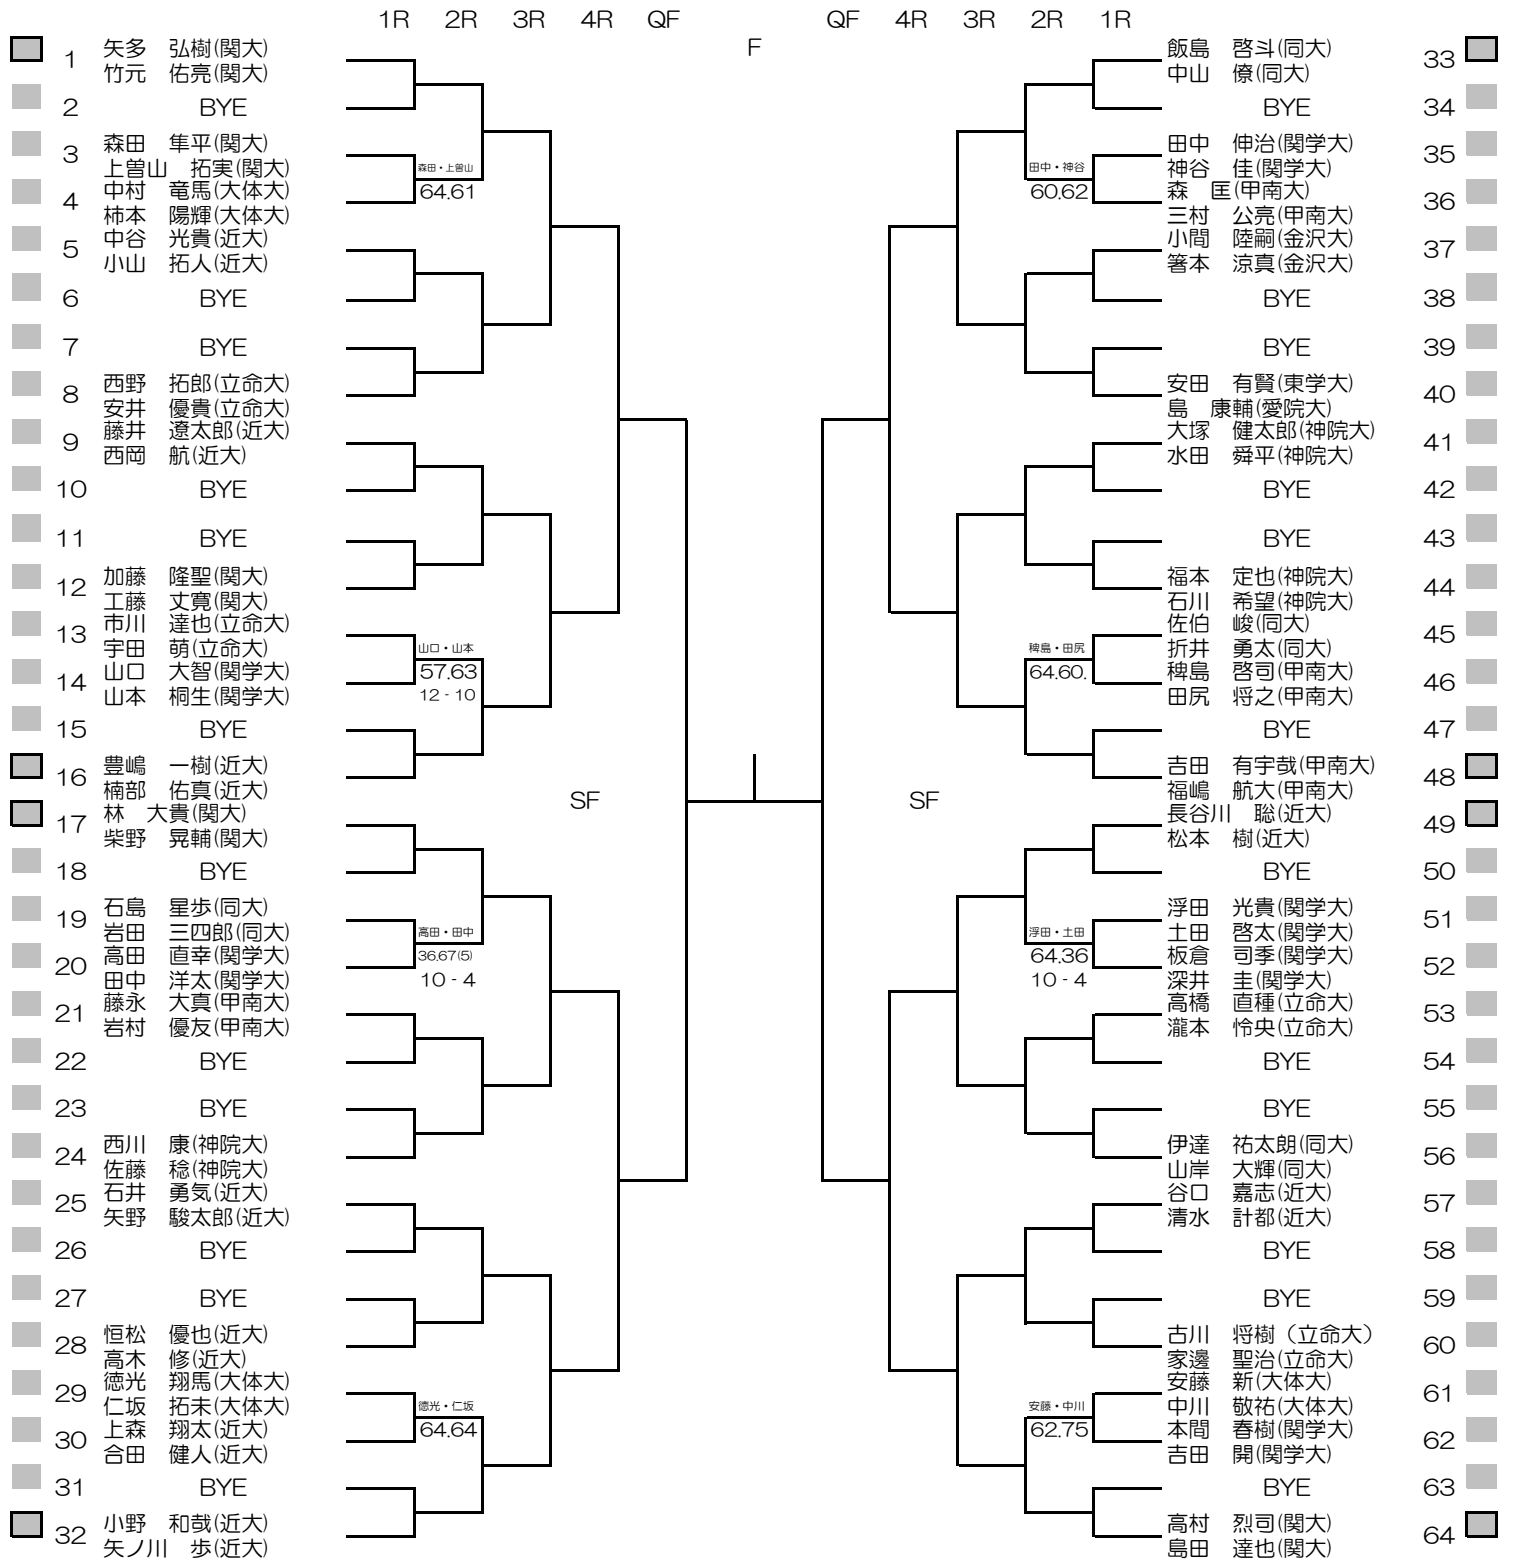 1R 2R 3R 4R QF QF 4R 3R 2R 1R
F
1 矢多　弘樹(関大)
竹元　佑亮(関大)
2 BYE
3 森田　隼平(関大)
上曽山　拓実(関大)
森田・上曽山
64.61
4 中村　竜馬(大体大)
柿本　陽輝(大体大)
5 中谷　光貴(近大)
小山　拓人(近大)
6 BYE
7 BYE
8 西野　拓郎(立命大)
安井　優貴(立命大)
9 藤井　遼太郎(近大)
西岡　航(近大)
10 BYE
11 BYE
12 加藤　隆聖(関大)
工藤　丈寛(関大)
13 市川　達也(立命大)
宇田　萌(立命大)
山口・山本
57.63
12 - 10
14 山口　大智(関学大)
山本　桐生(関学大)
15 BYE
16 豊嶋　一樹(近大)
楠部　佑真(近大)
SF
17 林　大貴(関大)
柴野　晃輔(関大)
18 BYE
19 石島　星歩(同大)
岩田　三四郎(同大)
高田・田中
36.67(5)
10 - 4
20 高田　直幸(関学大)
田中　洋太(関学大)
21 藤永　大真(甲南大)
岩村　優友(甲南大)
22 BYE
23 BYE
24 西川　康(神院大)
佐藤　稔(神院大)
25 石井　勇気(近大)
矢野　駿太郎(近大)
26 BYE
27 BYE
28 恒松　優也(近大)
高木　修(近大)
29 徳光　翔馬(大体大)
仁坂　拓未(大体大)
徳光・仁坂
64.64
30 上森　翔太(近大)
合田　健人(近大)
31 BYE
32 小野　和哉(近大)
矢ノ川　歩(近大)
飯島　啓斗(同大) 33
中山　僚(同大)
BYE 34
田中　伸治(関学大) 35
神谷　佳(関学大)
田中・神谷
60.62
森　匡(甲南大) 36
三村　公亮(甲南大)
小間　陸嗣(金沢大) 37
箸本　涼真(金沢大)
BYE 38
BYE 39
安田　有賢(東学大) 40
島　康輔(愛院大)
大塚　健太郎(神院大) 41
水田　舜平(神院大)
BYE 42
BYE 43
福本　定也(神院大) 44
石川　希望(神院大)
佐伯　峻(同大) 45
折井　勇太(同大)
稗島・田尻
64.60.
稗島　啓司(甲南大) 46
田尻　将之(甲南大)
BYE 47
吉田　有宇哉(甲南大) 48
福嶋　航大(甲南大)
SF
長谷川　聡(近大) 49
松本　樹(近大)
BYE 50
浮田　光貴(関学大) 51
土田　啓太(関学大)
浮田・土田
64.36
10 - 4
板倉　司季(関学大) 52
深井　圭(関学大)
高橋　直種(立命大) 53
瀧本　怜央(立命大)
BYE 54
BYE 55
伊達　祐太朗(同大) 56
山岸　大輝(同大)
谷口　嘉志(近大) 57
清水　計都(近大)
BYE 58
BYE 59
古川　将樹（立命大） 60
家邊　聖治(立命大)
安藤　新(大体大) 61
中川　敬祐(大体大)
安藤・中川
62.75
本間　春樹(関学大) 62
吉田　開(関学大)
BYE 63
高村　烈司(関大) 64
島田　達也(関大)